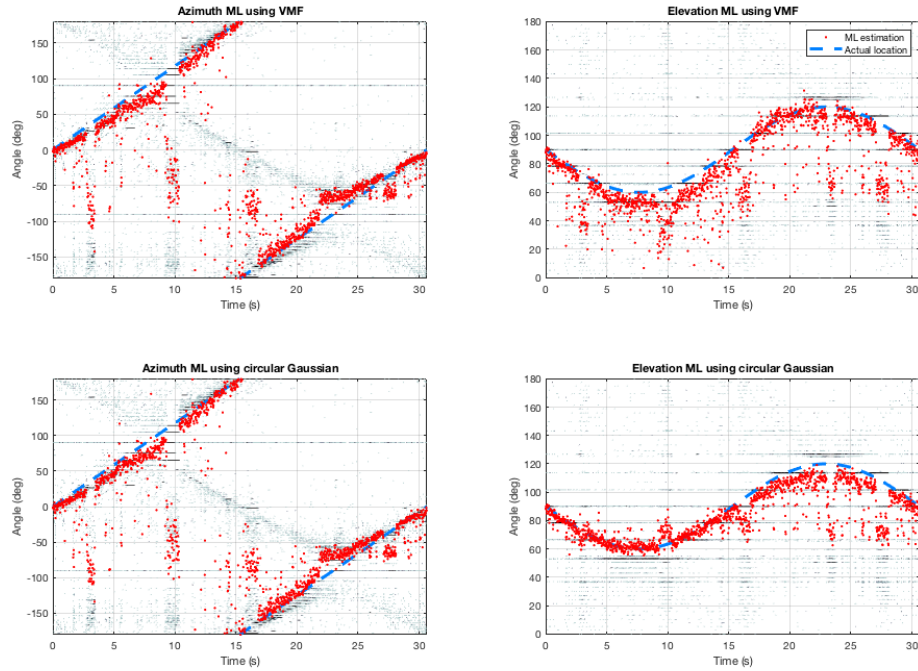 Azimuth ML using VMF
150
100
50
0
-50
-100
-150
Angle (deg)
0 5 10 15 20 25 30
Time (s)
Elevation ML using VMF
ML estimation
Actual location
180
160
140
120
100
80
60
40
20
0
Angle (deg)
0 5 10 15 20 25 30
Time (s)
Azimuth ML using circular Gaussian
150
100
50
0
-50
-100
-150
Angle (deg)
0 5 10 15 20 25 30
Time (s)
Elevation ML using circular Gaussian
180
160
140
120
100
80
60
40
20
0
Angle (deg)
0 5 10 15 20 25 30
Time (s)